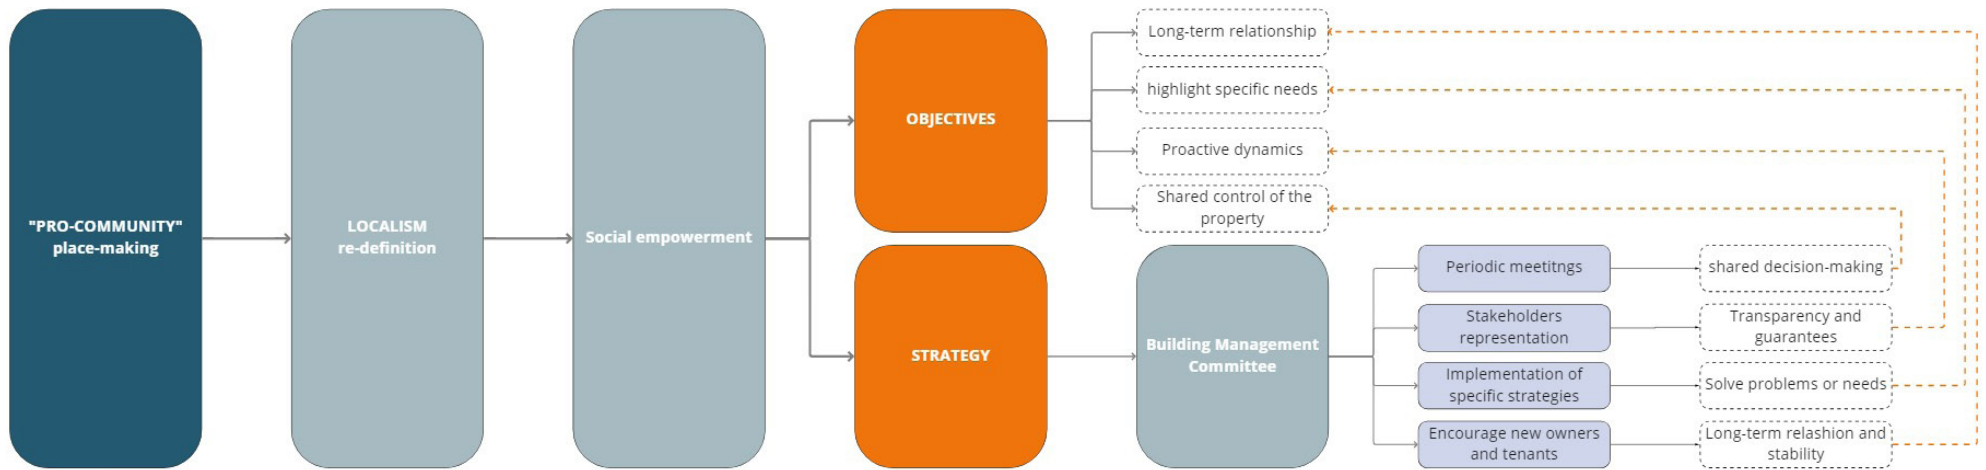 "PRO-COMMUNITY"
place-making
LOCALISM
re-definition
Social empowerment
OBJECTIVES
Long-term relationship
highlight specific needs
Proactive dynamics
Shared control of the
property
STRATEGY
Building Management
Committee
Periodic meetitngs
shared decision-making
Stakeholders
representation
Transparency and
guarantees
Implementation of
specific strategies
Solve problems or needs
Encourage new owners
and tenants
Long-term relashion and
stability